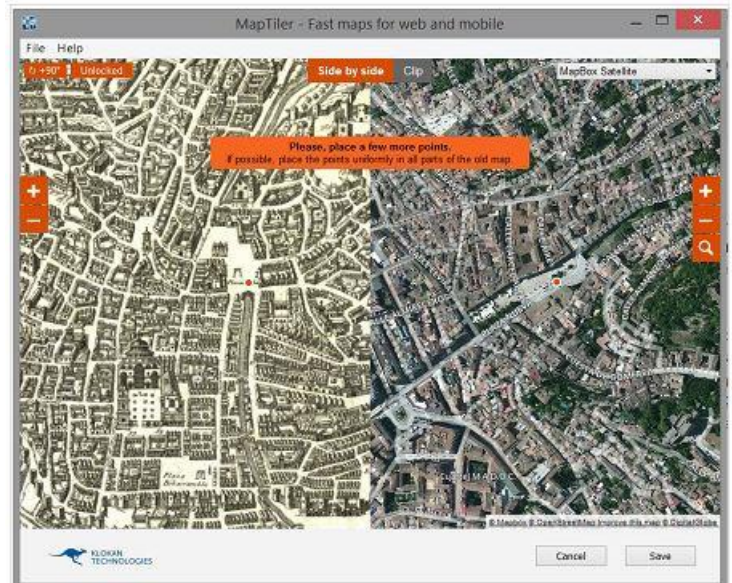 MapTiler - Fast maps for web and mobile
File Help
+90° Unlocked
Side by side Clip
MapBox Satellite
Please, place a few more points.
If possible, place the points uniformly in all parts of the old map.
Plaza
© Mapbox © OpenStreetMap Improve this map © DigitalGlobe
KLOKAN
TECHNOLOGIES
Cancel
Save